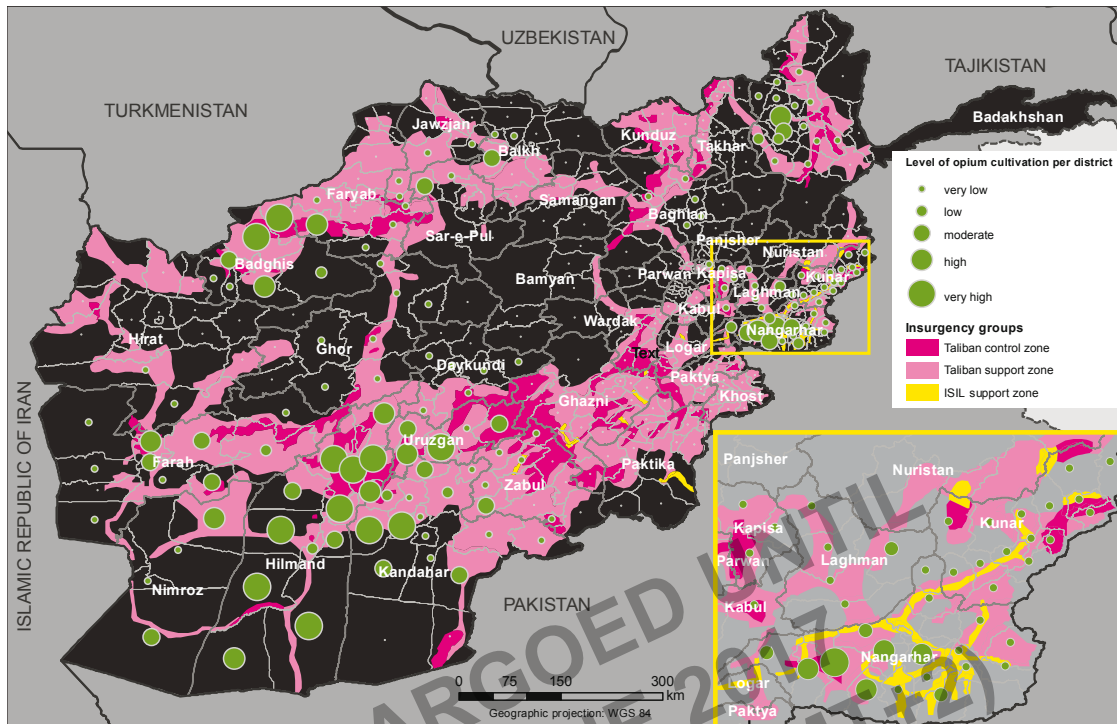 UZBEKISTAN
TAJIKISTAN
TURKMENISTAN
Badakhshan
Jawzjan
Balkh
Kunduz
Takhar
Level of opium cultivation per district
very low
low
moderate
high
very high
Insurgency groups
Taliban control zone
Taliban support zone
ISIL support zone
Faryab
Samangan
Baghlan
Sar-e-Pul
Panjsher
Nuristan
Badghis
Bamyan
Parwan
Kapisa
Kunar
Laghman
Kabul
Wardak
Nangarhar
Hirat
Ghor
Daykundi
Logar
Text
Paktya
Khost
Ghazni
Uruzgan
Farah
Zabul
Paktika
Hilmand
Nimroz
Kandahar
PAKISTAN
ISLAMIC REPUBLIC OF IRAN
Panjsher
Nuristan
Kapisa
Kunar
Parwan
Laghman
Kabul
Nangarhar
ogar
Paktya
ARGOED UNTIL
2017
0 75 150 300
km
Geographic projection: WGS 84